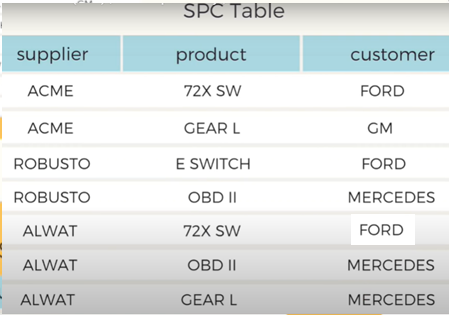 SPC Table
supplier product customer
ACME 72X SW FORD
ACME GEAR L GM
ROBUSTO E SWITCH FORD
ROBUSTO OBD II MERCEDES
ALWAT 72X SW FORD
ALWAT OBD II MERCEDES
ALWAT GEAR L MERCEDES